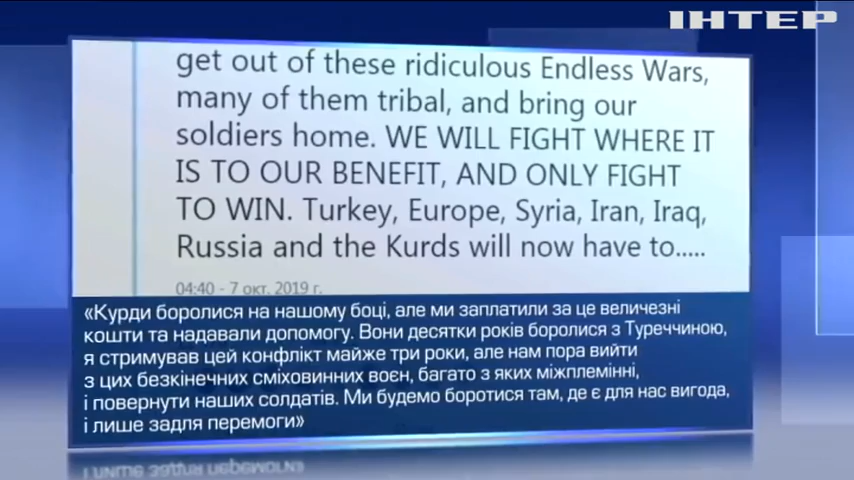 ІНТЕР
get out of these ridiculous Endless Wars,
many of them tribal, and bring our
soldiers home. WE WILL FIGHT WHERE IT
IS TO OUR BENEFIT, AND ONLY FIGHT
TO WIN. Turkey, Europe, Syria, Iran, Iraq,
Russia and the Kurds will now have to.....
04:40 - 7 окт. 2019 г.
«Курди боролися на нашому боці, але ми заплатили за це величезні
кошти та надавали допомогу. Вони десятки років боролися з Туреччиною,
я стримував цей конфлікт майже три роки, але нам пора вийти
з цих безкінечних сміховинних воєн, багато з яких міжплемінні,
і повернути наших солдатів. Ми будемо боротися там, де є для нас вигода,
і лише задля перемоги»